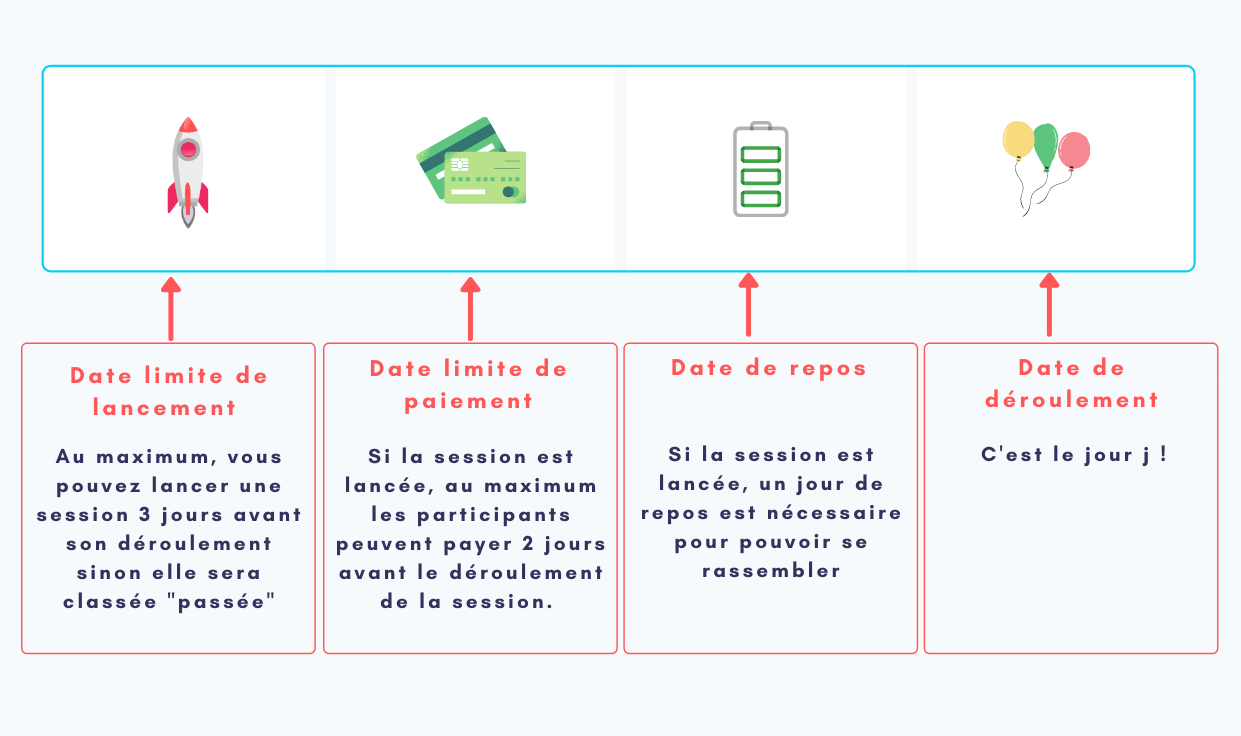 Date limite de
lancement
Au maximum, vous
pouvez lancer une
session 3 jours avant
son déroulement
sinon elle sera
classée "passée"
Date limite de
paiement
Si la session est
lancée, au maximum
les participants
peuvent payer 2 jours
avant le déroulement
de la session.
Date de repos
Si la session est
lancée, un jour de
repos est nécessaire
pour pouvoir se
rassembler
Date de
déroulement
C'est le jour j !